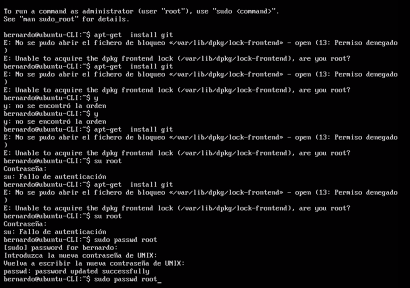 To run a command as administrator (user "root"), use "sudo <command>".
See "man sudo_root" for details.
bernardo@ubuntu-CLI:~$ apt-get  install git
E: No se pudo abrir el fichero de bloqueo «/var/lib/dpkg/lock-frontend» - open (13: Permiso denegado
)
E: Unable to acquire the dpkg frontend lock (/var/lib/dpkg/lock-frontend), are you root?
bernardo@ubuntu-CLI:~$ apt-get  install git
E: No se pudo abrir el fichero de bloqueo «/var/lib/dpkg/lock-frontend» - open (13: Permiso denegado
)
E: Unable to acquire the dpkg frontend lock (/var/lib/dpkg/lock-frontend), are you root?
bernardo@ubuntu-CLI:~$ y
y: no se encontró la orden
bernardo@ubuntu-CLI:~$ y
y: no se encontró la orden
bernardo@ubuntu-CLI:~$ apt-get  install git
E: No se pudo abrir el fichero de bloqueo «/var/lib/dpkg/lock-frontend» - open (13: Permiso denegado
)
E: Unable to acquire the dpkg frontend lock (/var/lib/dpkg/lock-frontend), are you root?
bernardo@ubuntu-CLI:~$ su root
Contraseña:
su: Fallo de autenticación
bernardo@ubuntu-CLI:~$ apt-get  install git
E: No se pudo abrir el fichero de bloqueo «/var/lib/dpkg/lock-frontend» - open (13: Permiso denegado
)
E: Unable to acquire the dpkg frontend lock (/var/lib/dpkg/lock-frontend), are you root?
bernardo@ubuntu-CLI:~$ su root
Contraseña:
su: Fallo de autenticación
bernardo@ubuntu-CLI:~$ sudo passwd root
[sudo] password for bernardo:
Introduzca la nueva contraseña de UNIX:
Vuelva a escribir la nueva contraseña de UNIX:
passwd: password updated successfully
bernardo@ubuntu-CLI:~$ sudo passwd root_